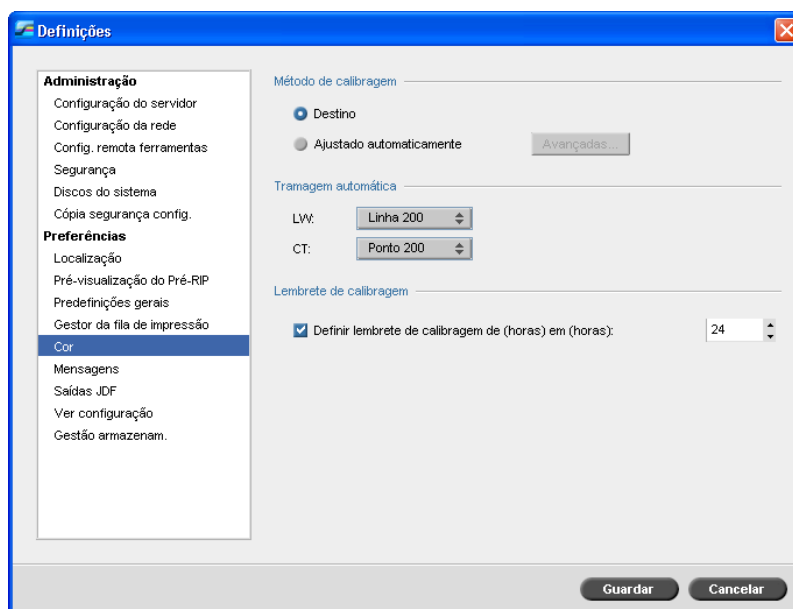 Definições
Administração
Configuração do servidor
Configuração da rede
Config. remota ferramentas
Segurança
Discos do sistema
Cópia segurança config.
Preferências
Localização
Pré-visualização do Pré-RIP
Predefinições gerais
Gestor da fila de impressão
Cor
Mensagens
Saídas JDF
Ver configuração
Gestão armazenam.
Método de calibragem
Destino
Ajustado automaticamente
Avançadas...
Tramagem automática
LW: Linha 200
CT: Ponto 200
Lembrete de calibragem
Definir lembrete de calibragem de (horas) em (horas): 24
Guardar Cancelar